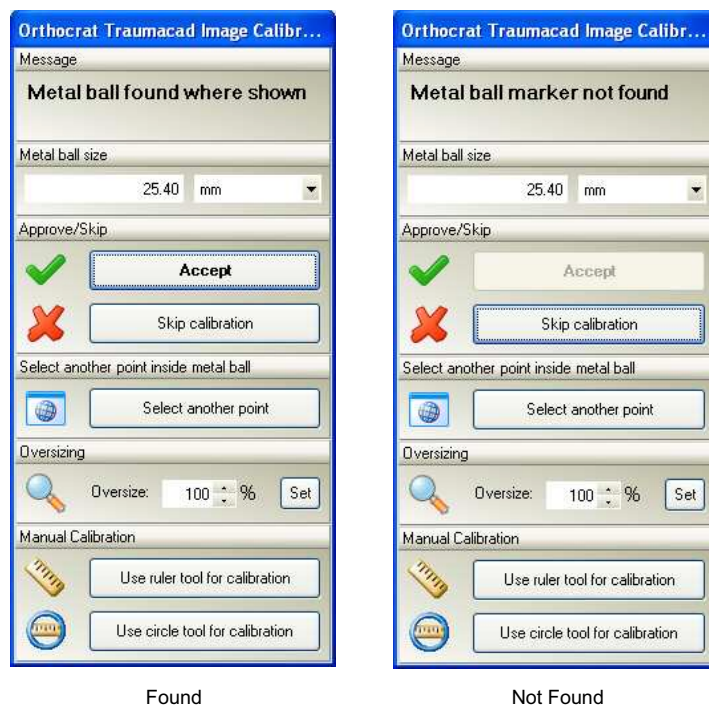 Orthocrat Traumacad Image Calibr...
Message
Metal ball found where shown
Metal ball size
25.40 mm
Approve/Skip
Accept
Skip calibration
Select another point inside metal ball
Select another point
Oversizing
Oversize: 100 % Set
Manual Calibration
Use ruler tool for calibration
Use circle tool for calibration
Found
Orthocrat Traumacad Image Calibr...
Message
Metal ball marker not found
Metal ball size
25.40 mm
Approve/Skip
Accept
Skip calibration
Select another point inside metal ball
Select another point
Oversizing
Oversize: 100 % Set
Manual Calibration
Use ruler tool for calibration
Use circle tool for calibration
Not Found